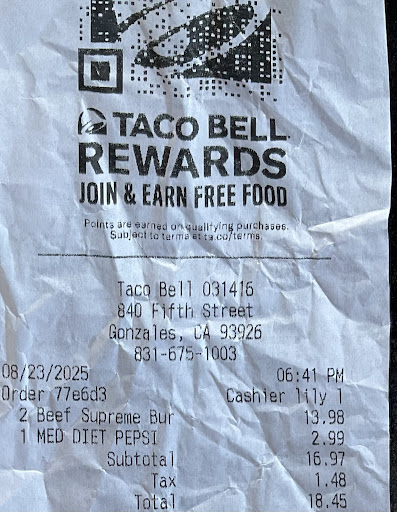 TACO BELL
REWARDS
JOIN & EARN FREE FOOD
Points are earned on qualifying purchases.
Subject to terms at ta.co/terms.
Taco Bell 031416
840 Fifth Street
Gonzales, CA 93926
831-675-1003
08/23/2025 06:41 PM
Order 77e6d3 Cashier lily l
2 Beef Supreme Bur 13.98
1 MED DIET PEPSI 2.99
Subtotal 16.97
Tax 1.48
Total 18.45